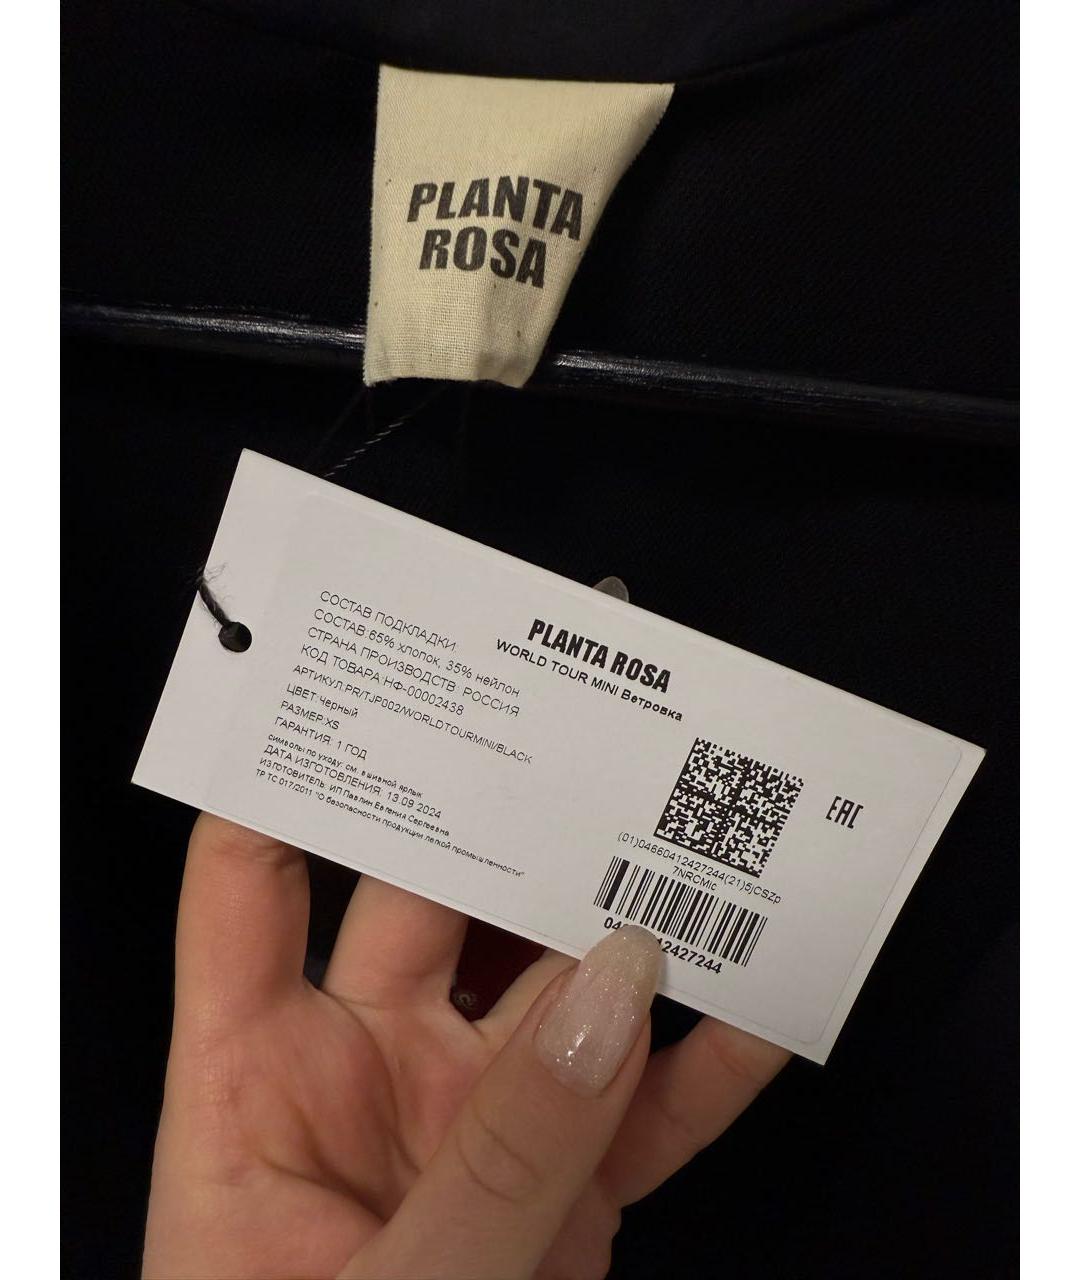 PLANTA
ROSA
СОСТАВ ПОДКЛАДКИ:
СОСТАВ:65% хлопок, 35% нейлон
СТРАНА ПРОИЗВОДСТВ: РОССИЯ
КОД ТОВАРА:НФ-00002438
АРТИКУЛ:PR/TJP002/WORLDTOURMINI/BLACK
ЦВЕТ:Черный
РАЗМЕР:XS
ГАРАНТИЯ: 1 ГОД
символы по уходу: см. вшивной ярлык
ДАТА ИЗГОТОВЛЕНИЯ: 13.09.2024
ИЗГОТОВИТЕЛЬ: ИП Павлин Евгения Сергеевна
ТР ТС 017/2011 "О безопасности продукции легкой промышленности"
PLANTA ROSA
WORLD TOUR MINI Ветровка
EAC
(01)04660412427244(21)5jCSZp
7NRCMic
04 12427244